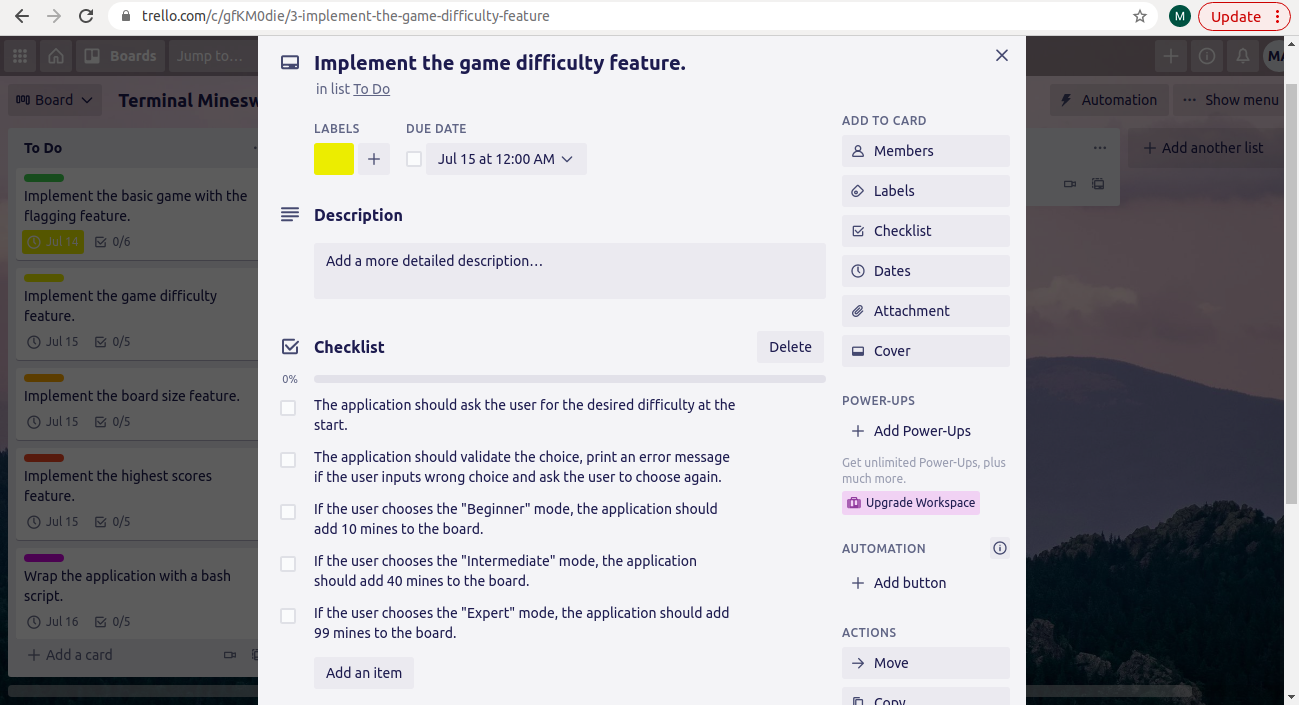 trello.com/c/gfKM0die/3-implement-the-game-difficulty-feature
M
Update
Boards
Jump to...
MA
Board
Terminal Minesw
Automation
Show menu
To Do
Add another list
Implement the basic game with the
flagging feature.
Jul 14
0/6
Implement the game difficulty
feature.
Jul 15
0/5
Implement the board size feature.
Jul 15
0/5
Implement the highest scores
feature.
Jul 15
0/5
Wrap the application with a bash
script.
Jul 16
0/5
Add a card
Implement the game difficulty feature.
in list To Do
LABELS
DUE DATE
Jul 15 at 12:00 AM
Description
Add a more detailed description…
Checklist
Delete
0%
The application should ask the user for the desired difficulty at the
start.
The application should validate the choice, print an error message
if the user inputs wrong choice and ask the user to choose again.
If the user chooses the "Beginner" mode, the application should
add 10 mines to the board.
If the user chooses the "Intermediate" mode, the application
should add 40 mines to the board.
If the user chooses the "Expert" mode, the application should add
99 mines to the board.
Add an item
ADD TO CARD
Members
Labels
Checklist
Dates
Attachment
Cover
POWER-UPS
Add Power-Ups
Get unlimited Power-Ups, plus
much more.
Upgrade Workspace
AUTOMATION
Add button
ACTIONS
Move
Copy